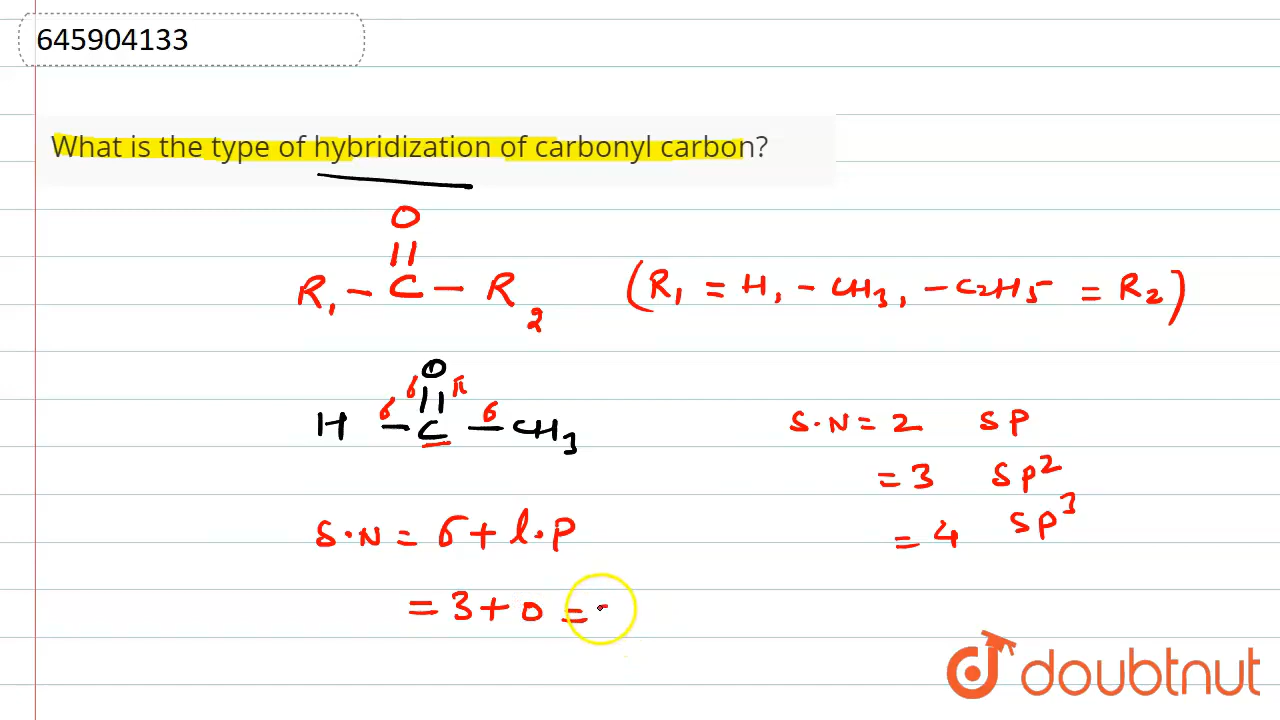 645904133
What is the type of hybridization of carbonyl carbon?
O
||
R₁ – C – R₂ (R₁ = H, – CH₃, – C₂H₅ = R₂)
O
σ || π
H σ – C – σ CH₃
S.N = 2 sp
= 3 sp²
= 4 sp³
S.N = σ + l.p
= 3 + 0 =
doubtnut